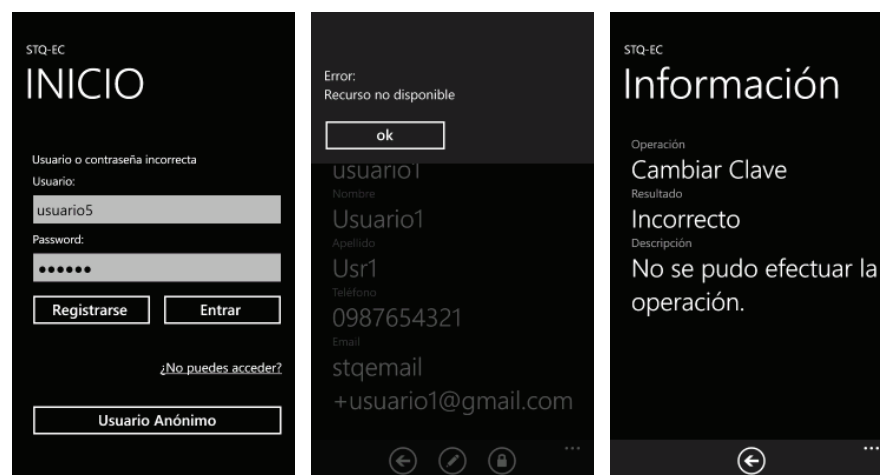 STQ-EC
INICIO
Usuario o contraseña incorrecta
Usuario:
usuario5
Password:
●●●●●●
Registrarse Entrar
¿No puedes acceder?
Usuario Anónimo
Error:
Recurso no disponible
ok
usuario1
Nombre
Usuario1
Apellido
Usr1
Teléfono
0987654321
Email
stqemail
+usuario1@gmail.com
...
STQ-EC
Información
Operación
Cambiar Clave
Resultado
Incorrecto
Descripción
No se pudo efectuar la
operación.
...